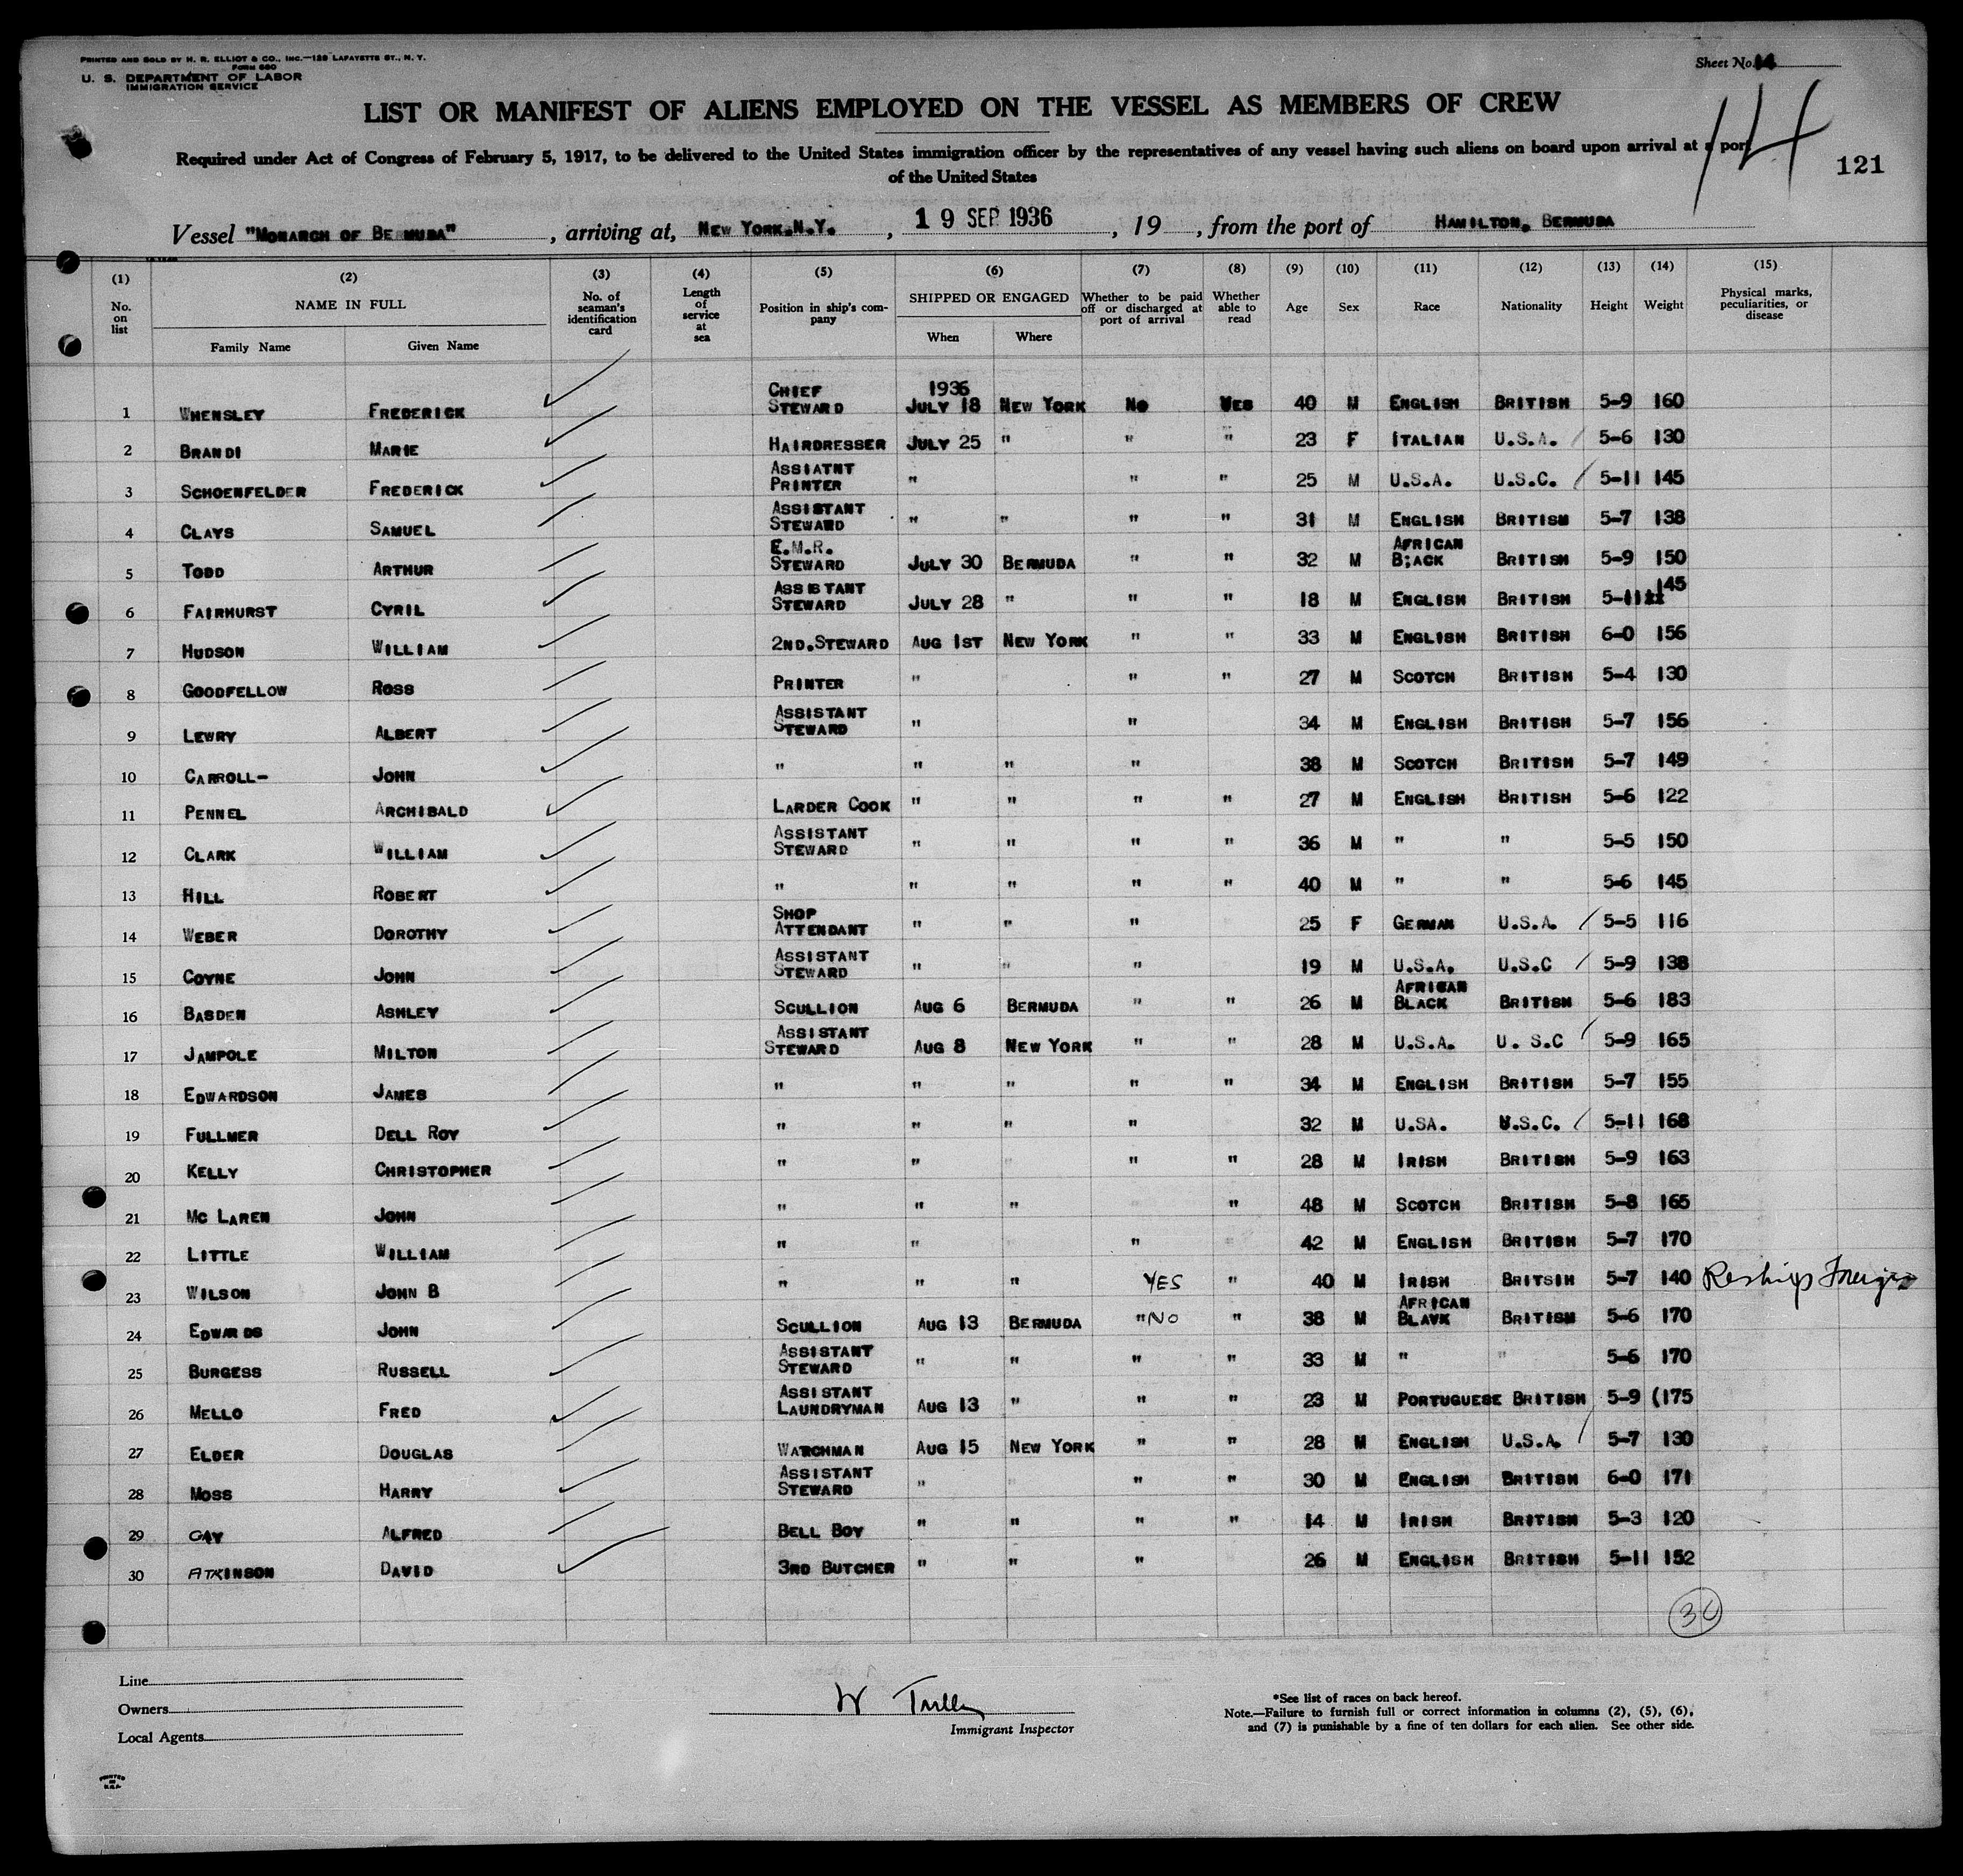 PRINTED AND SOLD BY H. R. ELLIOT & CO., INC.—129 LAFAYETTE ST., N. Y.
FORM 680
U. S. DEPARTMENT OF LABOR
IMMIGRATION SERVICE
Sheet No. 14
LIST OR MANIFEST OF ALIENS EMPLOYED ON THE VESSEL AS MEMBERS OF CREW
14
121
Required under Act of Congress of February 5, 1917, to be delivered to the United States immigration officer by the representatives of any vessel having such aliens on board upon arrival at a port
of the United States
Vessel "MONARCH OF BERMUDA", arriving at, NEW YORK.N.Y., 19 SEP 1936, 19 , from the port of HAMILTON, BERMUDA
(1) (2) (3) (4) (5) (6) (7) (8) (9) (10) (11) (12) (13) (14) (15)
No. on list NAME IN FULL Family Name Given Name No. of seaman's identification card Length of service at sea Position in ship's company SHIPPED OR ENGAGED When Where Whether to be paid off or discharged at port of arrival Whether able to read Age Sex Race Nationality Height Weight Physical marks, peculiarities, or disease
1 WHENSLEY FREDERICK CHIEF STEWARD 1936 JULY 18 NEW YORK NO YES 40 M ENGLISH BRITISH 5-9 160
2 BRANDI MARIE HAIRDRESSER JULY 25 " " " 23 F ITALIAN U.S.A. 5-6 130
3 SCHOENFELDER FREDERICK ASSIATNT PRINTER " " " 25 M U.S.A. U.S.C. 5-11 145
4 CLAYS SAMUEL ASSISTANT STEWARD " " " " 31 M ENGLISH BRITISH 5-7 138
5 TODD ARTHUR E.M.R. STEWARD JULY 30 BERMUDA " " 32 M AFRICAN B;ACK BRITISH 5-9 150
6 FAIRHURST CYRIL ASSISTANT STEWARD JULY 28 " " " 18 M ENGLISH BRITISH 5-11 145
7 HUDSON WILLIAM 2ND.STEWARD AUG 1ST NEW YORK " " 33 M ENGLISH BRITISH 6-0 156
8 GOODFELLOW ROSS PRINTER " " " 27 M SCOTCH BRITISH 5-4 130
9 LEWRY ALBERT ASSISTANT STEWARD " " 34 M ENGLISH BRITISH 5-7 156
10 CARROLL- JOHN " " " " 38 M SCOTCH BRITISH 5-7 149
11 PENNEL ARCHIBALD LARDER COOK " " " " 27 M ENGLISH BRITISH 5-6 122
12 CLARK WILLIAM ASSISTANT STEWARD " " " " 36 M " " 5-5 150
13 HILL ROBERT " " " " " 40 M " " 5-6 145
14 WEBER DOROTHY SHOP ATTENDANT " " " 25 F GERMAN U.S.A. 5-5 116
15 COYNE JOHN ASSISTANT STEWARD " " " 19 M U.S.A. U.S.C 5-9 138
16 BASDEN ASHLEY SCULLION AUG 6 BERMUDA " " 26 M AFRICAN BLACK BRITISH 5-6 183
17 JAMPOLE MILTON ASSISTANT STEWARD AUG 8 NEW YORK " " 28 M U.S.A. U. S.C 5-9 165
18 EDWARDSON JAMES " " " " " 34 M ENGLISH BRITISH 5-7 155
19 FULLMER DELL ROY " " " " 32 M U.SA. U.S.C. 5-11 168
20 KELLY CHRISTOPHER " " " " 28 M IRISH BRITISH 5-9 163
21 MC LAREN JOHN " " " " 48 M SCOTCH BRITISH 5-8 165
22 LITTLE WILLIAM " " " " 42 M ENGLISH BRITISH 5-7 170
23 WILSON JOHN B " " " YES " 40 M IRISH BRITSIH 5-7 140 Reships Foreign
24 EDWARDS JOHN SCULLION AUG 13 BERMUDA " NO " 38 M AFRICAN BLAVK BRITISH 5-6 170
25 BURGESS RUSSELL ASSISTANT STEWARD " " " " 33 M " " 5-6 170
26 MELLO FRED ASSISTANT LAUNDRYMAN AUG 13 " " " 23 M PORTUGUESE BRITISH 5-9 (175
27 ELDER DOUGLAS WATCHMAN AUG 15 NEW YORK " " 28 M ENGLISH U.S.A. 5-7 130
28 MOSS HARRY ASSISTANT STEWARD " " " 30 M ENGLISH BRITISH 6-0 171
29 GAY ALFRED BELL BOY " " " " 14 M IRISH BRITISH 5-3 120
30 ATKINSON DAVID 3RD BUTCHER " " " 26 M ENGLISH BRITISH 5-11 152
30
Line
Owners
Local Agents
W
Immigrant Inspector
*See list of races on back hereof.
Note.—Failure to furnish full or correct information in columns (2), (5), (6),
and (7) is punishable by a fine of ten dollars for each alien. See other side.
PRINTED
IN
U.S.A.